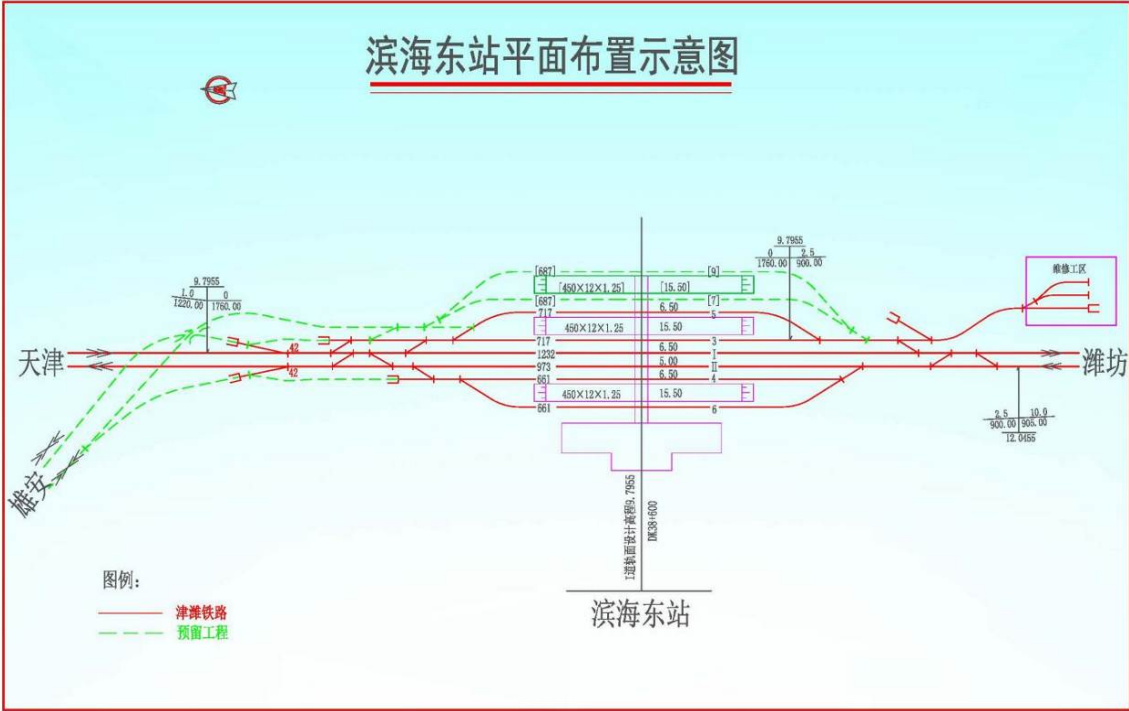 滨海东站平面布置示意图
9.7955
0 2.5
1760.00 900.00
9.7955
1.0 0
1220.00 1760.00
[687] [9]
[450×12×1.25] [15.50]
[687] [7]
6.50
717 5
450×12×1.25 15.50
717 3
1232 6.50 I
973 5.00 II
681 6.50 4
450×12×1.25 15.50
661 6
维修工区
天津
42
42
潍坊
雄安
2.5 10.0
900.00 905.00
12.0455
I道轨面设计高程9.7955
DK38+600
滨海东站
图例：
津潍铁路
预留工程